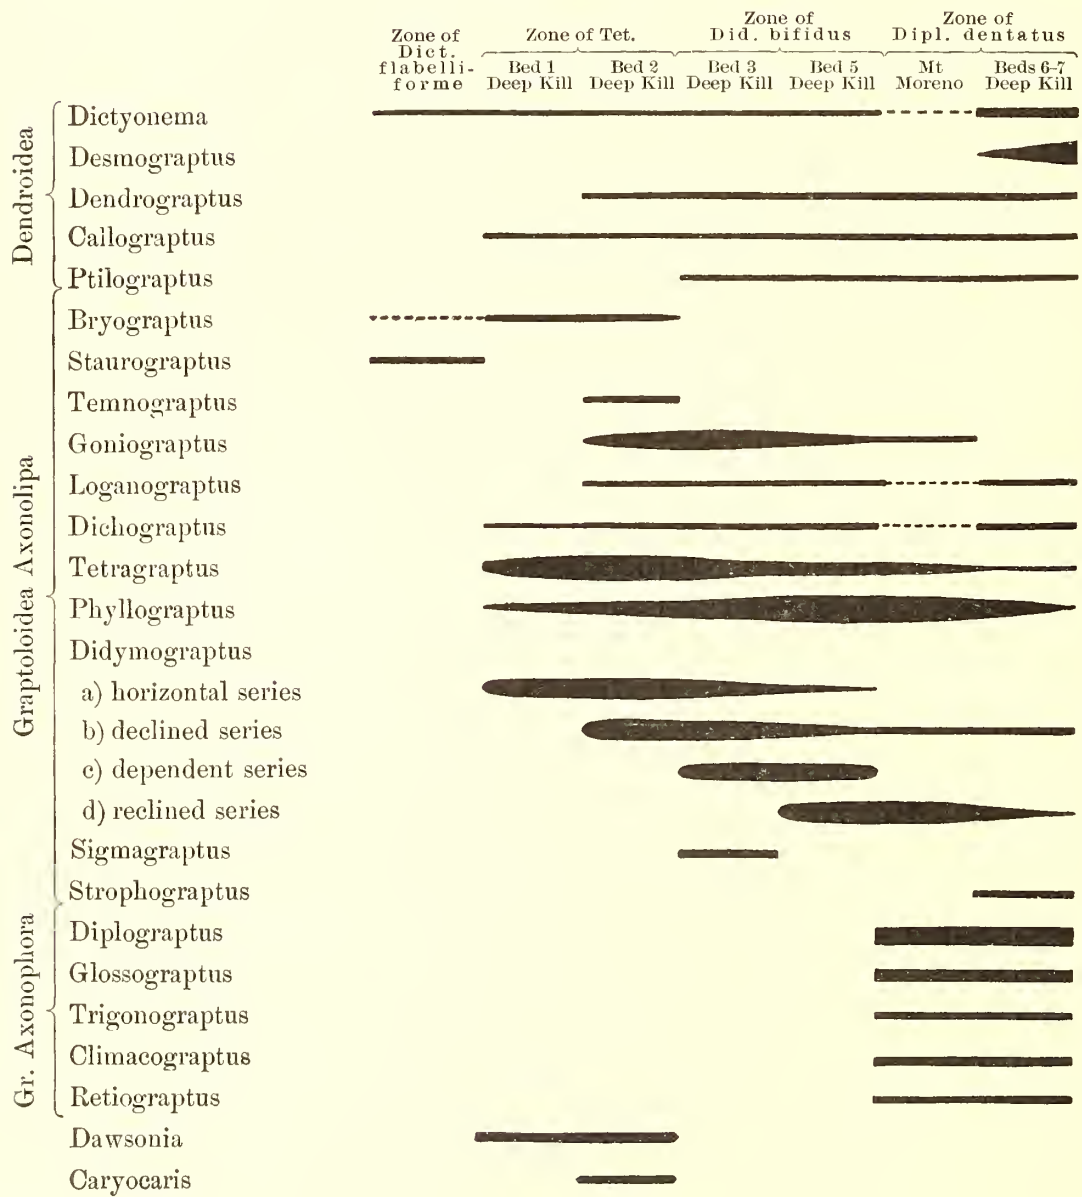 Zone of Dict. flabelli-forme
Zone of Tet.
Zone of Did. bifidus
Zone of Dipl. dentatus
Bed 1 Deep Kill
Bed 2 Deep Kill
Bed 3 Deep Kill
Bed 5 Deep Kill
Mt Moreno
Beds 6-7 Deep Kill
Dendroidea
Dictyonema
Desmograptus
Dendrograptus
Callograptus
Ptilograptus
Graptoloidea Axonolipa
Bryograptus
Staurograptus
Temnograptus
Goniograptus
Loganograptus
Dichograptus
Tetragraptus
Phyllograptus
Didymograptus
a) horizontal series
b) declined series
c) dependent series
d) reclined series
Sigmagraptus
Strophograptus
Gr. Axonophora
Diplograptus
Glossograptus
Trigonograptus
Climacograptus
Retiograptus
Dawsonia
Caryocaris